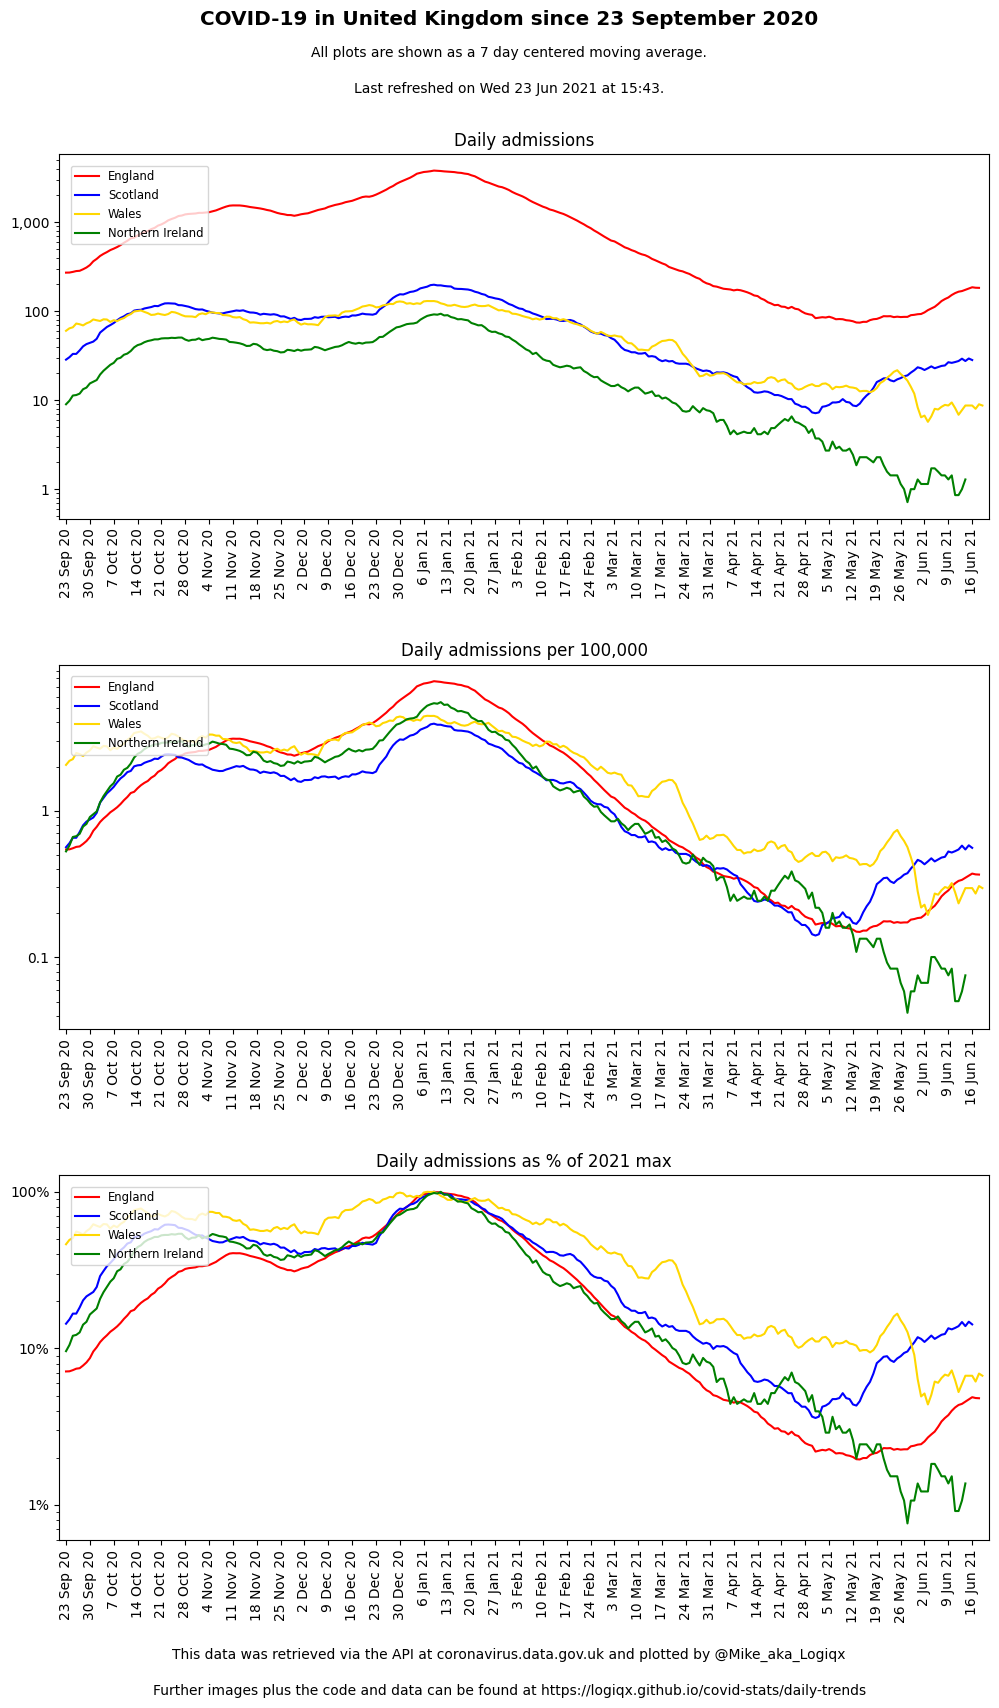 COVID-19 in United Kingdom since 23 September 2020
All plots are shown as a 7 day centered moving average.
Last refreshed on Wed 23 Jun 2021 at 15:43.
Daily admissions
England
Scotland
Wales
Northern Ireland
1,000
100
10
1
23 Sep 20
30 Sep 20
7 Oct 20
14 Oct 20
21 Oct 20
28 Oct 20
4 Nov 20
11 Nov 20
18 Nov 20
25 Nov 20
2 Dec 20
9 Dec 20
16 Dec 20
23 Dec 20
30 Dec 20
6 Jan 21
13 Jan 21
20 Jan 21
27 Jan 21
3 Feb 21
10 Feb 21
17 Feb 21
24 Feb 21
3 Mar 21
10 Mar 21
17 Mar 21
24 Mar 21
31 Mar 21
7 Apr 21
14 Apr 21
21 Apr 21
28 Apr 21
5 May 21
12 May 21
19 May 21
26 May 21
2 Jun 21
9 Jun 21
16 Jun 21
Daily admissions per 100,000
England
Scotland
Wales
Northern Ireland
1
0.1
23 Sep 20
30 Sep 20
7 Oct 20
14 Oct 20
21 Oct 20
28 Oct 20
4 Nov 20
11 Nov 20
18 Nov 20
25 Nov 20
2 Dec 20
9 Dec 20
16 Dec 20
23 Dec 20
30 Dec 20
6 Jan 21
13 Jan 21
20 Jan 21
27 Jan 21
3 Feb 21
10 Feb 21
17 Feb 21
24 Feb 21
3 Mar 21
10 Mar 21
17 Mar 21
24 Mar 21
31 Mar 21
7 Apr 21
14 Apr 21
21 Apr 21
28 Apr 21
5 May 21
12 May 21
19 May 21
26 May 21
2 Jun 21
9 Jun 21
16 Jun 21
Daily admissions as % of 2021 max
England
Scotland
Wales
Northern Ireland
100%
10%
1%
23 Sep 20
30 Sep 20
7 Oct 20
14 Oct 20
21 Oct 20
28 Oct 20
4 Nov 20
11 Nov 20
18 Nov 20
25 Nov 20
2 Dec 20
9 Dec 20
16 Dec 20
23 Dec 20
30 Dec 20
6 Jan 21
13 Jan 21
20 Jan 21
27 Jan 21
3 Feb 21
10 Feb 21
17 Feb 21
24 Feb 21
3 Mar 21
10 Mar 21
17 Mar 21
24 Mar 21
31 Mar 21
7 Apr 21
14 Apr 21
21 Apr 21
28 Apr 21
5 May 21
12 May 21
19 May 21
26 May 21
2 Jun 21
9 Jun 21
16 Jun 21
This data was retrieved via the API at coronavirus.data.gov.uk and plotted by @Mike_aka_Logiqx
Further images plus the code and data can be found at https://logiqx.github.io/covid-stats/daily-trends